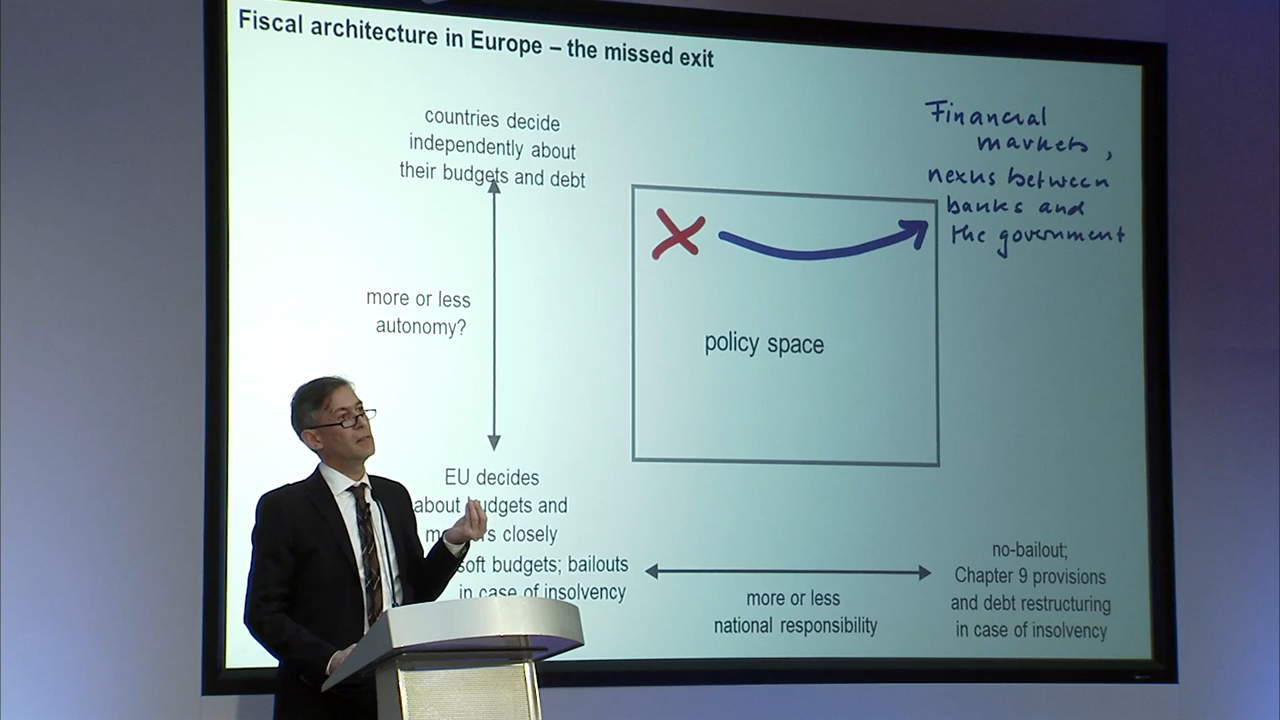 Fiscal architecture in Europe – the missed exit
countries decide
independently about
their budgets and debt
more or less
autonomy?
EU decides
about budgets and
closely
soft budgets; bailouts
in case of insolvency
policy space
Financial
markets,
nexus between
banks and
the government
more or less
national responsibility
no-bailout;
Chapter 9 provisions
and debt restructuring
in case of insolvency